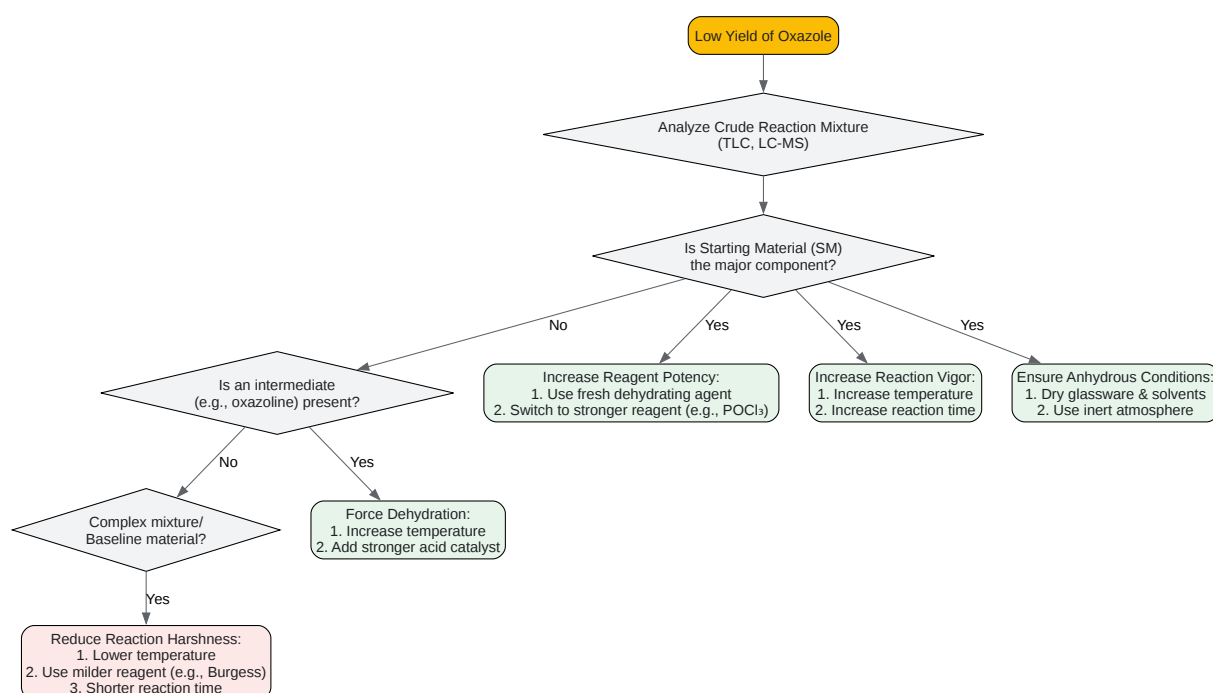 Low Yield of Oxazole
Analyze Crude Reaction Mixture
(TLC, LC-MS)
Is Starting Material (SM)
the major component?
No
Yes
Yes
Yes
Is an intermediate
(e.g., oxazoline) present?
Increase Reagent Potency:
1. Use fresh dehydrating agent
2. Switch to stronger reagent (e.g., POCl₃)
Increase Reaction Vigor:
1. Increase temperature
2. Increase reaction time
Ensure Anhydrous Conditions:
1. Dry glassware & solvents
2. Use inert atmosphere
No
Yes
Complex mixture/
Baseline material?
Force Dehydration:
1. Increase temperature
2. Add stronger acid catalyst
Yes
Reduce Reaction Harshness:
1. Lower temperature
2. Use milder reagent (e.g., Burgess)
3. Shorter reaction time